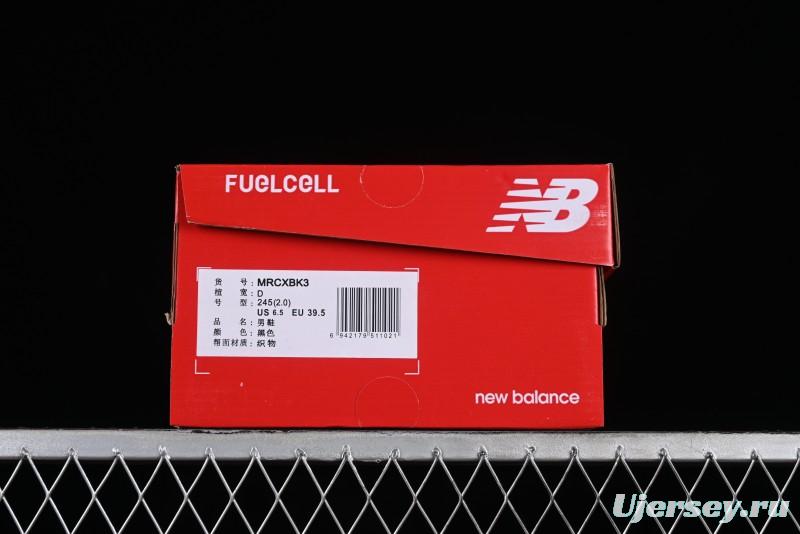 FUELCELL
NB
货 号: MRCXBK3
楦 宽: D
号 型: 245(2.0)
US 6.5 EU 39.5
品 名: 男鞋
颜 色: 黑色
帮面材质: 织物
6 942179 511021
new balance
Ujersey.ru